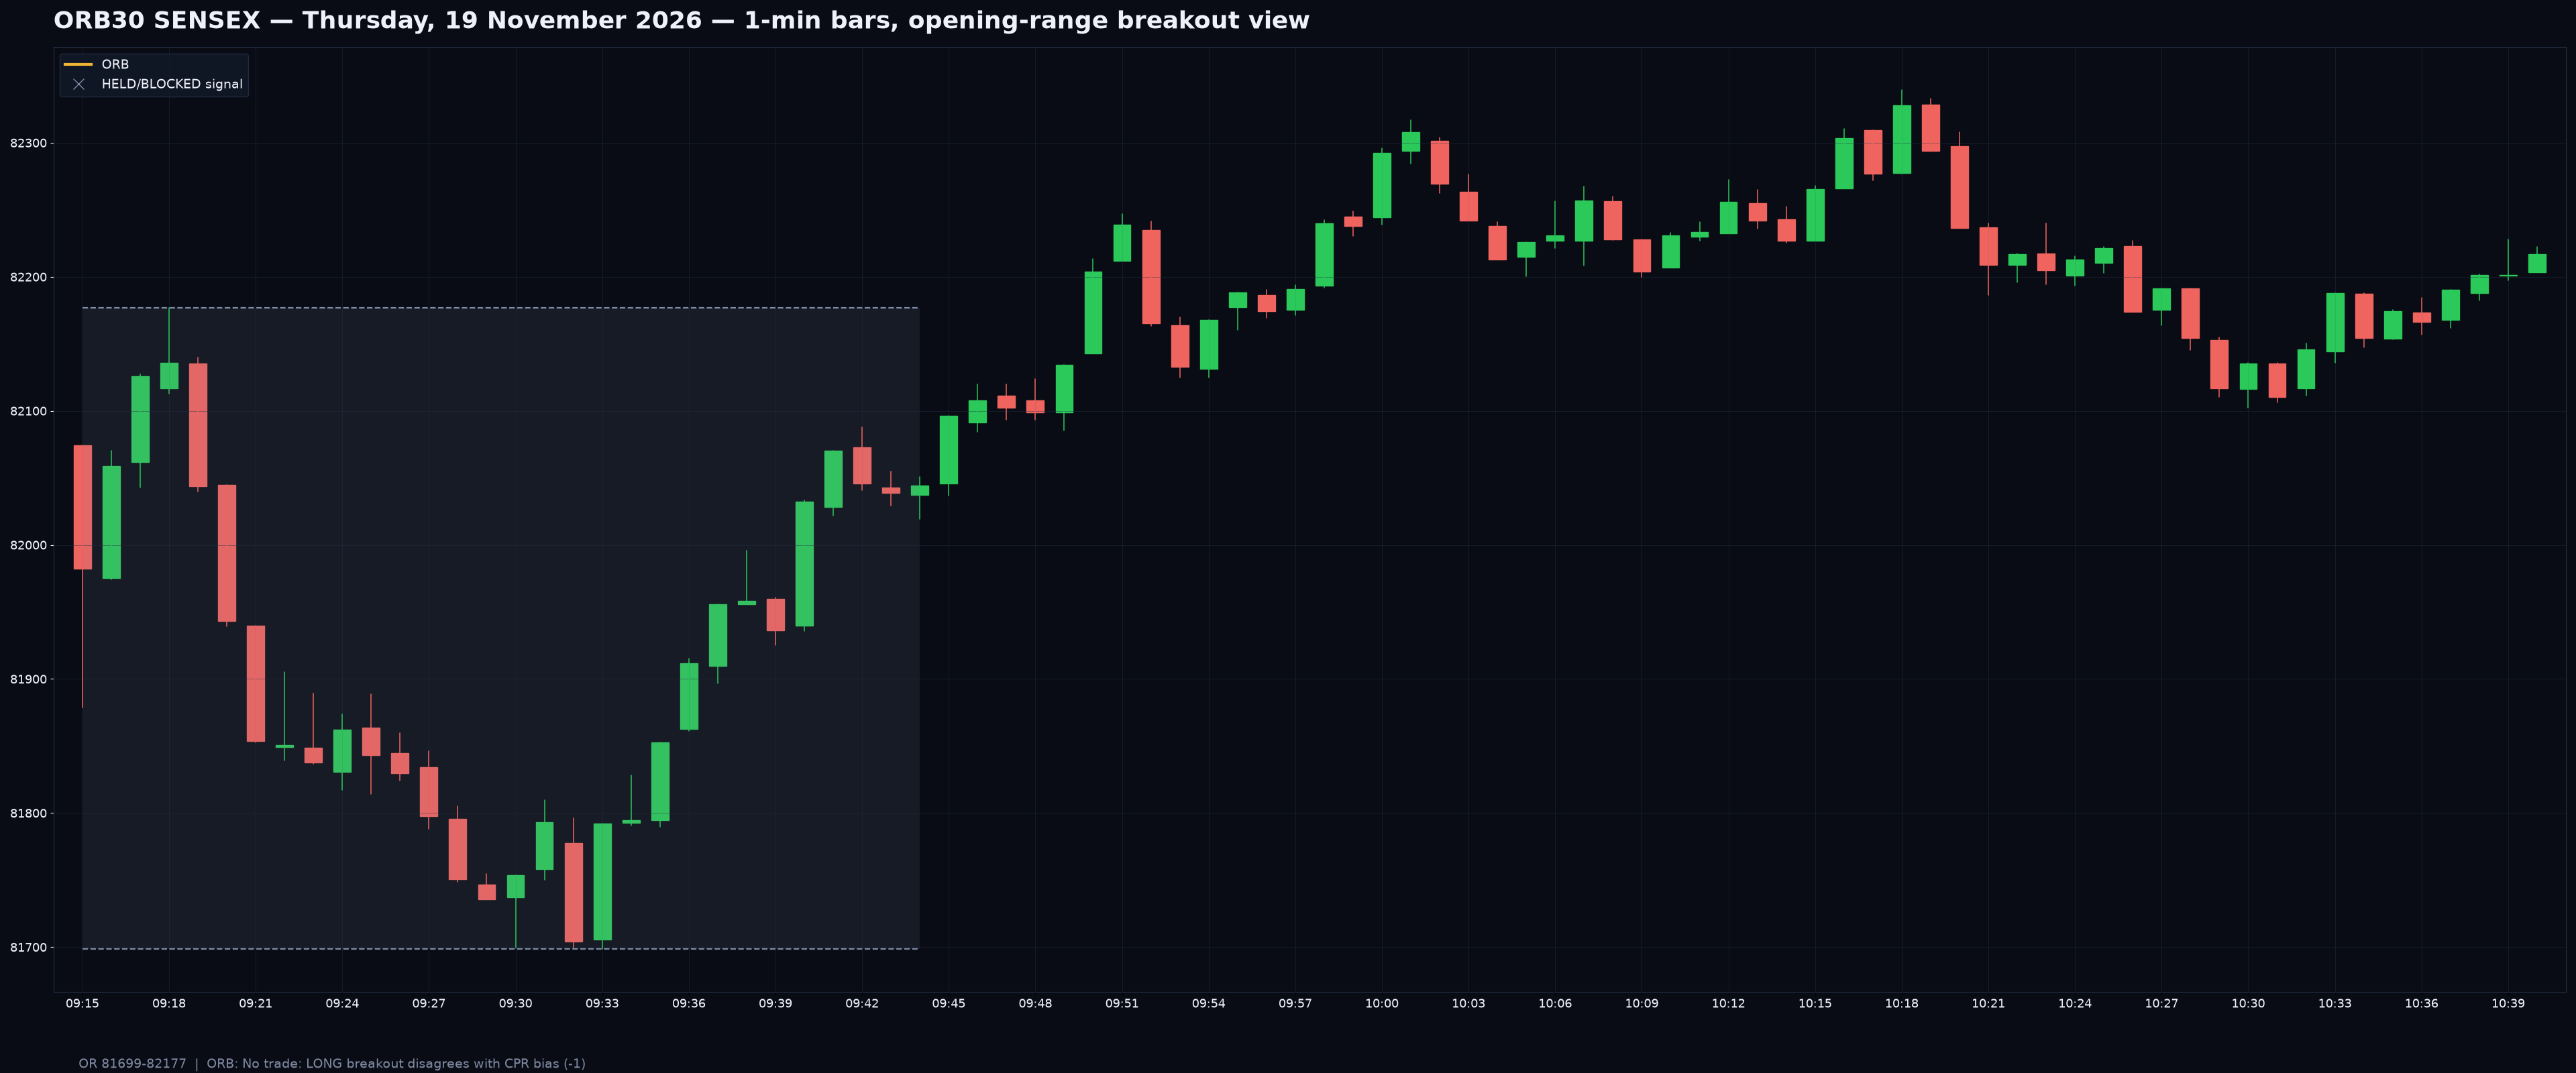 ORB30 SENSEX — Thursday, 19 November 2026 — 1-min bars, opening-range breakout view
ORB
HELD/BLOCKED signal
82300
82200
82100
82000
81900
81800
81700
09:15 09:18 09:21 09:24 09:27 09:30 09:33 09:36 09:39 09:42 09:45 09:48 09:51 09:54 09:57 10:00 10:03 10:06 10:09 10:12 10:15 10:18 10:21 10:24 10:27 10:30 10:33 10:36 10:39
OR 81699-82177 | ORB: No trade: LONG breakout disagrees with CPR bias (-1)